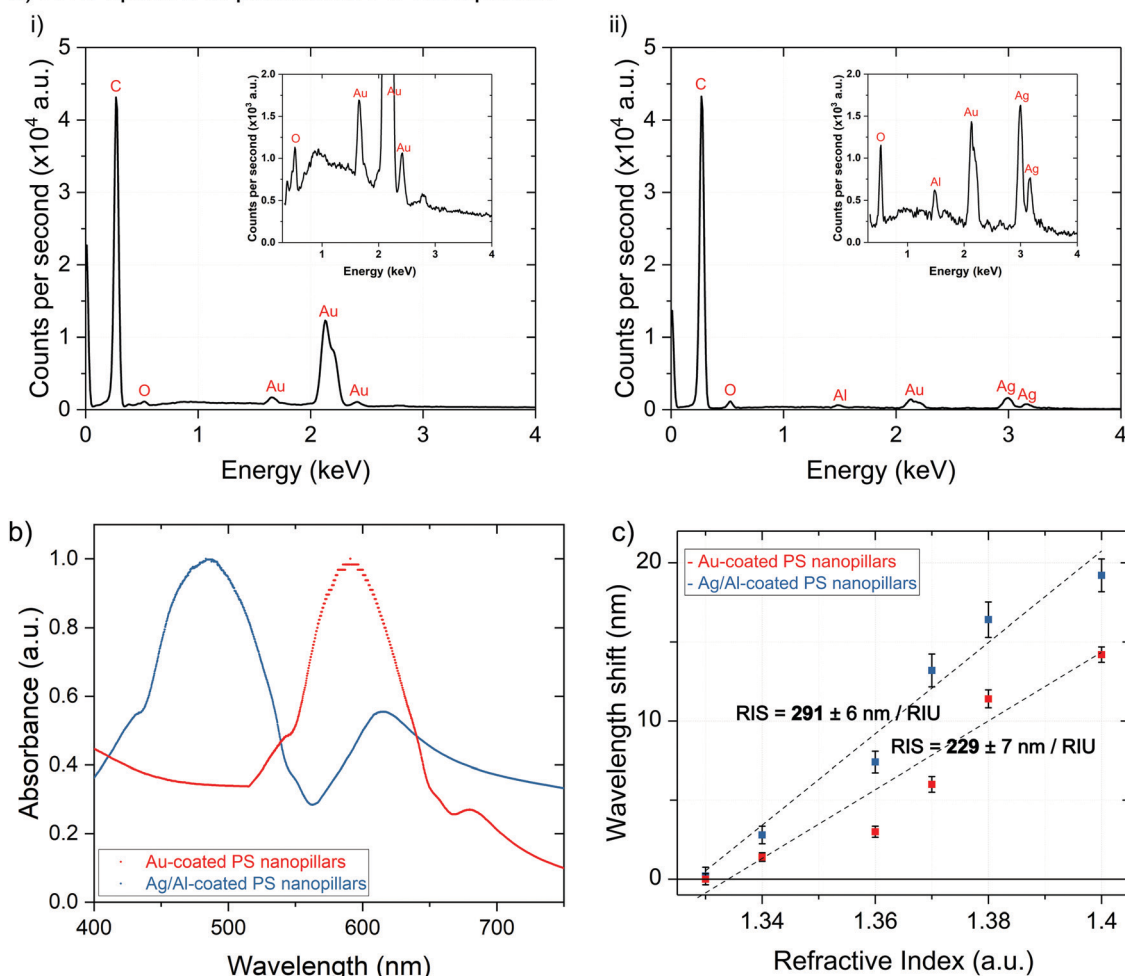 i)
ii)
5
4
3
2
1
0
Counts per second (x10⁴ a.u.)
C
O
Au
Au
Au
0
1
2
3
4
Energy (keV)
2.0
1.5
1.0
0.5
0.0
Counts per second (x10³ a.u.)
O
Au
Au
Au
1
2
3
4
Energy (keV)
5
4
3
2
1
0
Counts per second (x10⁴ a.u.)
C
O
Al
Au
Ag
Ag
0
1
2
3
4
Energy (keV)
2.0
1.5
1.0
0.5
0.0
Counts per second (x10³ a.u.)
O
Al
Au
Ag
Ag
1
2
3
4
Energy (keV)
b)
1.0
0.8
0.6
0.4
0.2
0.0
Absorbance (a.u.)
Au-coated PS nanopillars
Ag/Al-coated PS nanopillars
400
500
600
700
Wavelength (nm)
c)
20
10
0
Wavelength shift (nm)
- Au-coated PS nanopillars
- Ag/Al-coated PS nanopillars
RIS = 291 ± 6 nm / RIU
RIS = 229 ± 7 nm / RIU
1.34
1.36
1.38
1.4
Refractive Index (a.u.)